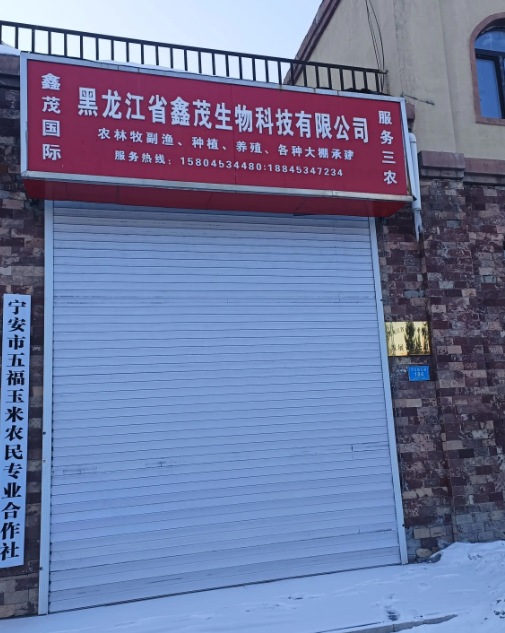 鑫茂国际
黑龙江省鑫茂生物科技有限公司
农林牧副渔、种植、养殖、各种大棚承建
服务热线：15804534480:18845347234
服务三农
宁安市五福玉米农民专业合作社